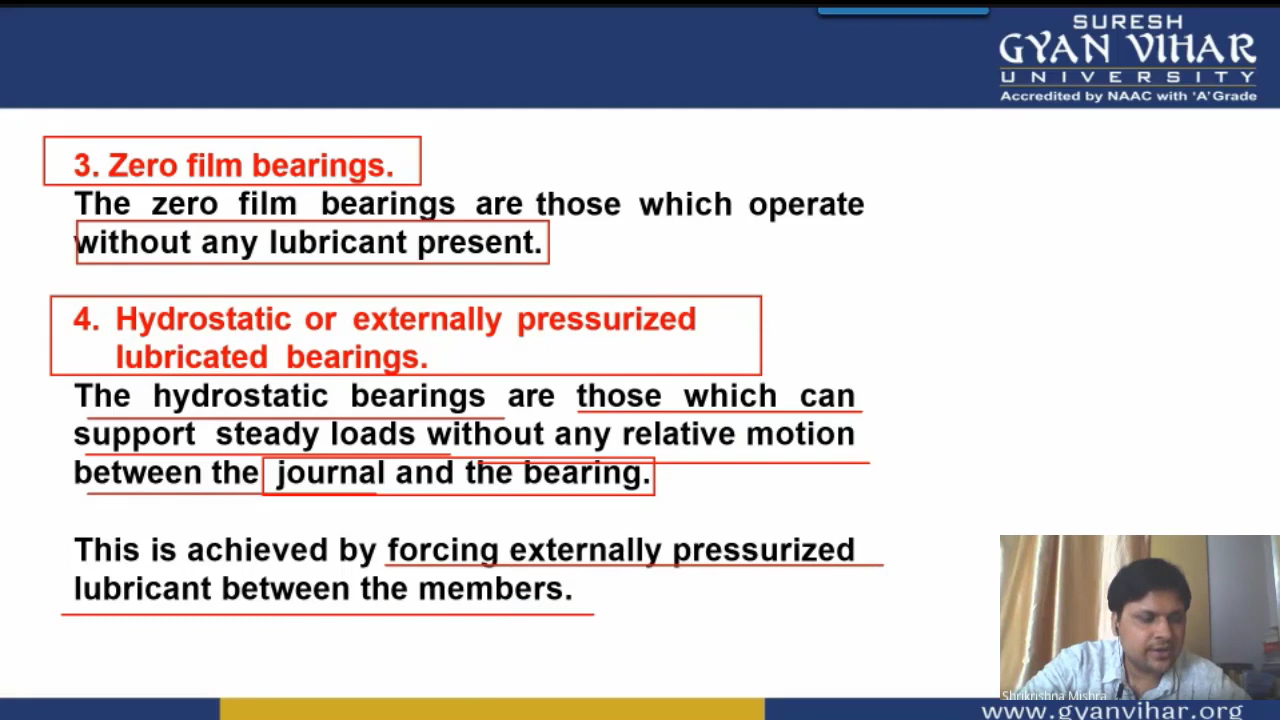 SURESH
GYAN VIHAR
UNIVERSITY
Accredited by NAAC with 'A' Grade
3. Zero film bearings.
The zero film bearings are those which operate
without any lubricant present.
4. Hydrostatic or externally pressurized
lubricated bearings.
The hydrostatic bearings are those which can
support steady loads without any relative motion
between the journal and the bearing.
This is achieved by forcing externally pressurized
lubricant between the members.
Shrikrishna Mishra
www.gyanvihar.org